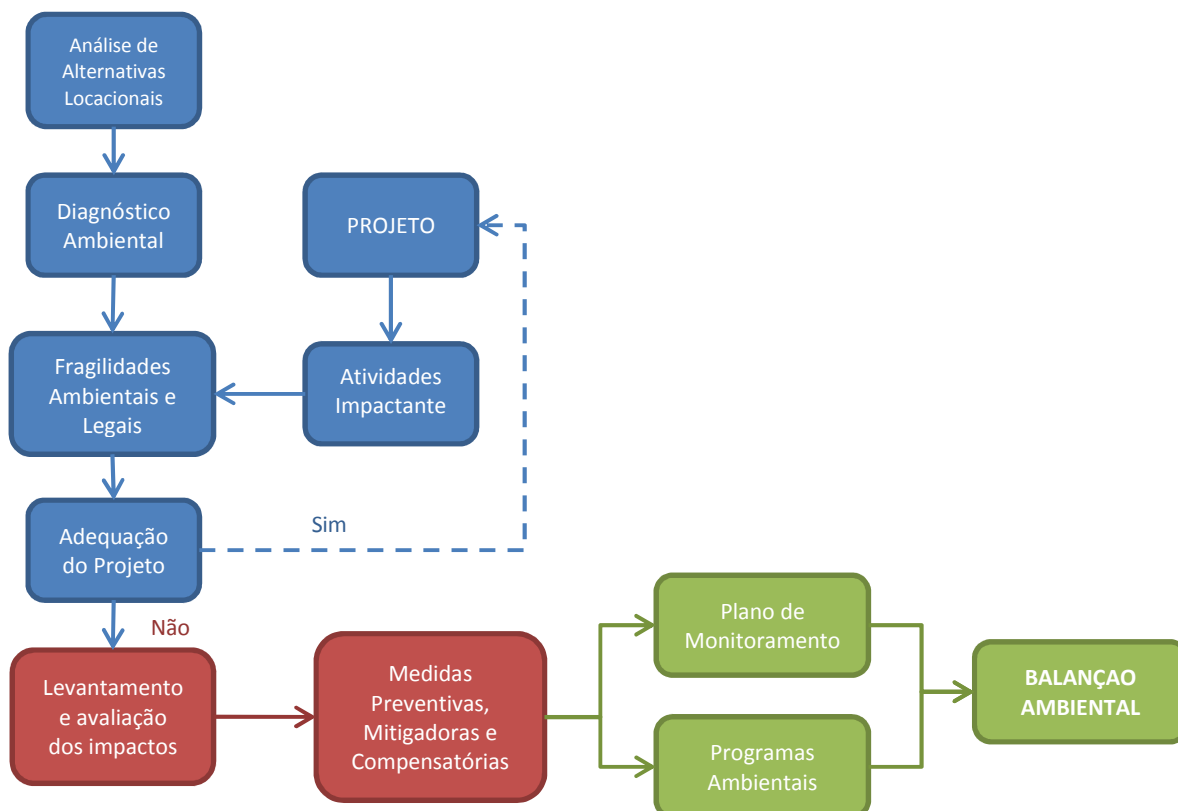 Análise de
Alternativas
Locacionais
Diagnóstico
Ambiental
PROJETO
Fragilidades
Ambientais e
Legais
Atividades
Impactante
Adequação
do Projeto
Sim
Não
Levantamento
e avaliação
dos impactos
Medidas
Preventivas,
Mitigadoras e
Compensatórias
Plano de
Monitoramento
Programas
Ambientais
BALANÇAO
AMBIENTAL